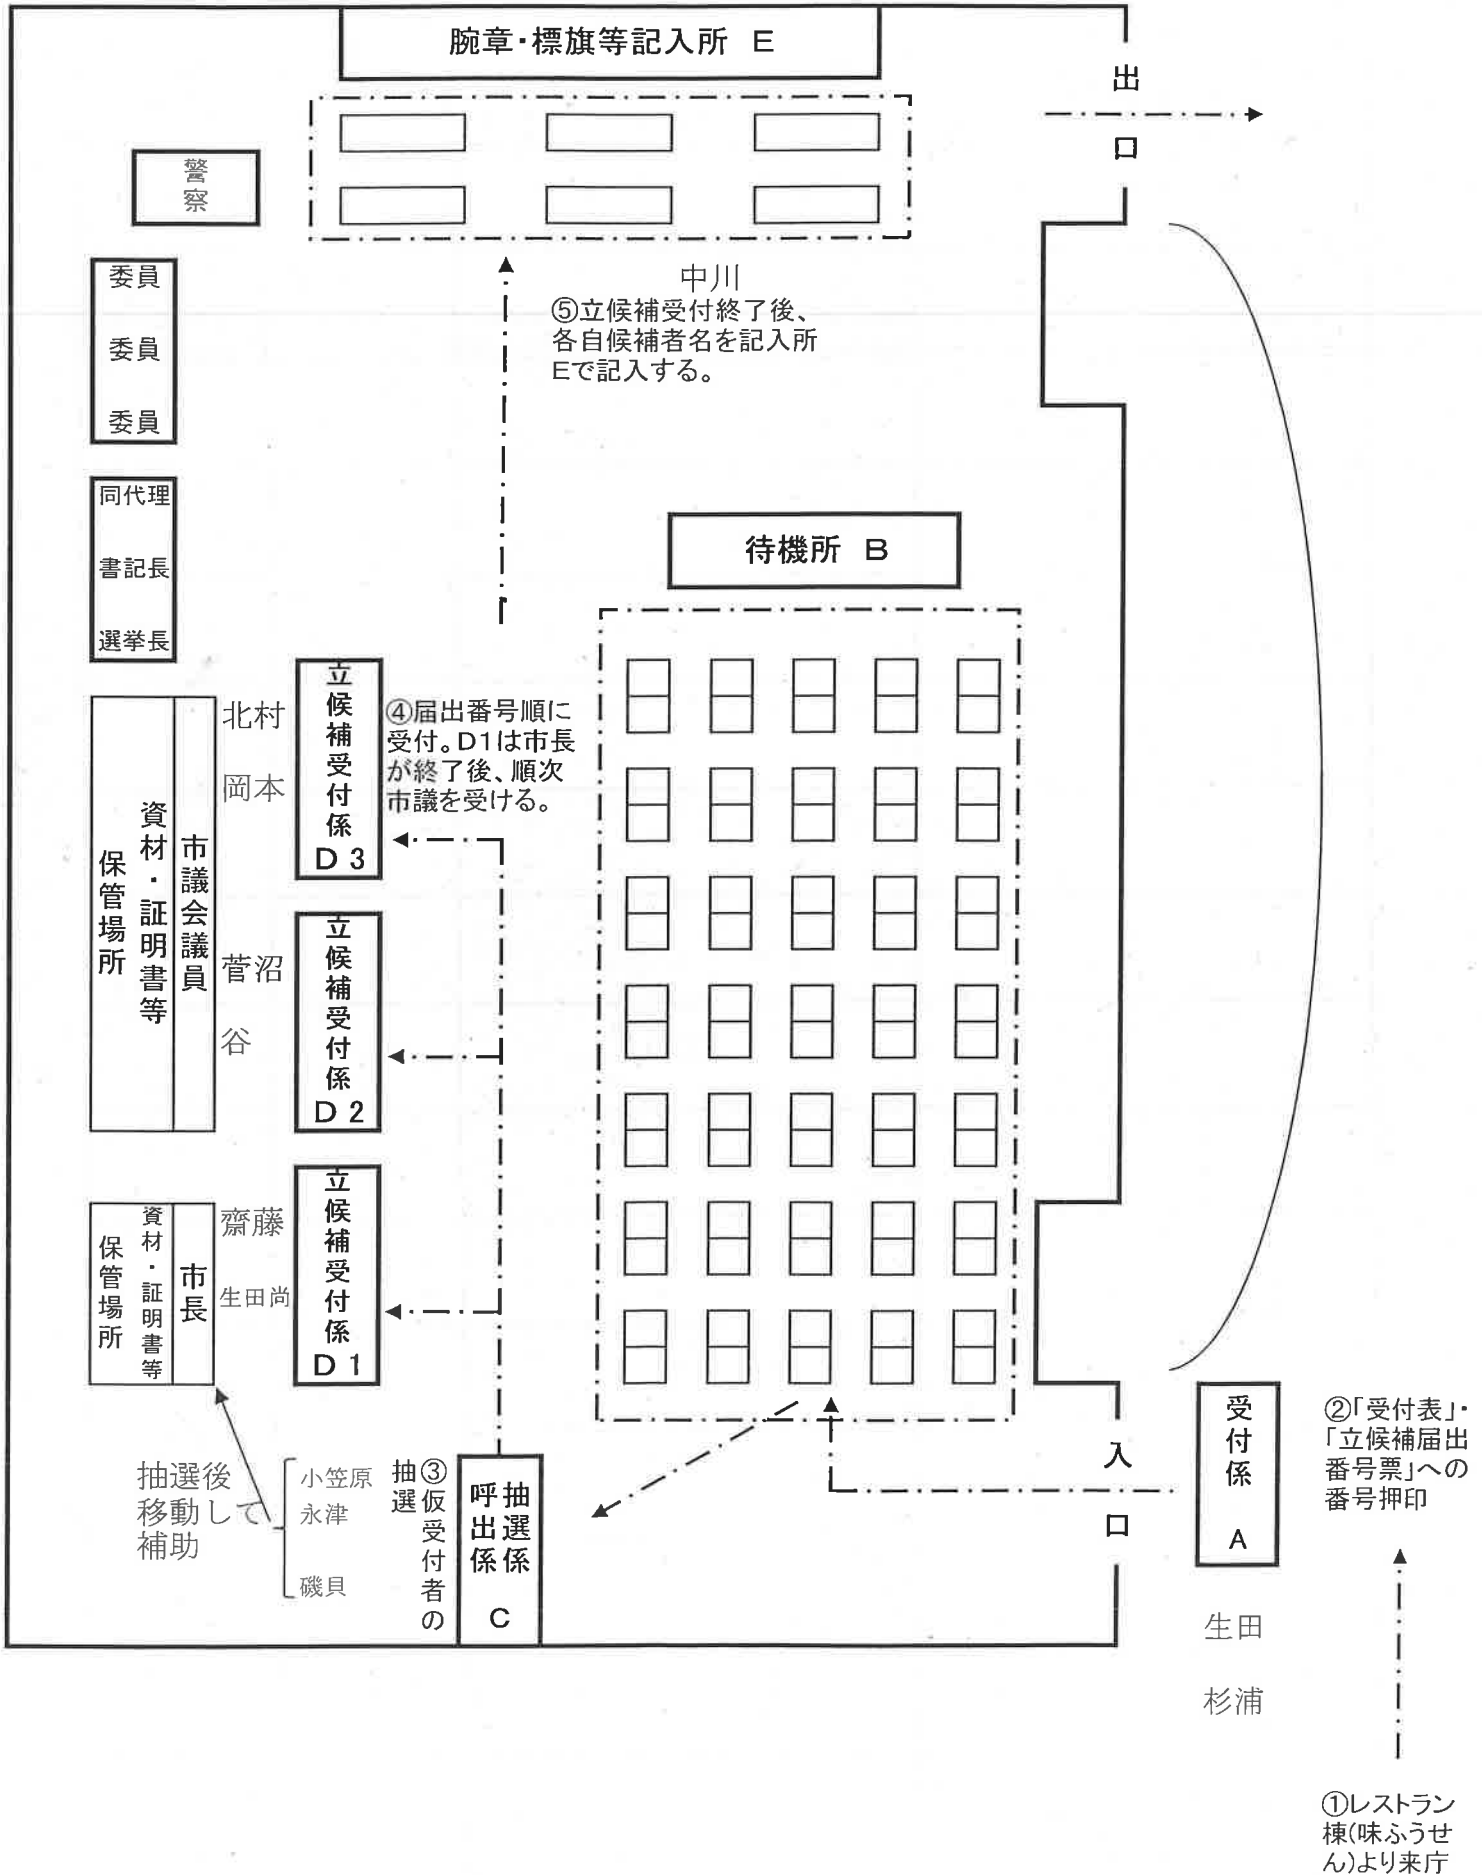 腕章・標旗等記入所 E
出
口
警
察
委員
委員
委員
中川
⑤立候補受付終了後、
各自候補者名を記入所
Eで記入する。
同代理
書記長
選挙長
待機所 B
北村
岡本
立候補受付係D3
④届出番号順に
受付。D1は市長
が終了後、順次
市議を受ける。
市議会議員
資材・証明書等
保管場所
菅沼
谷
立候補受付係D2
市長
資材・証明書等
保管場所
齋藤
生田尚
立候補受付係D1
抽選後
移動して
補助
小笠原
永津
磯貝
③仮受付者の
抽選
抽選係
呼出係
C
入
口
受付係 A
②「受付表」・
「立候補届出
番号票」への
番号押印
生田
杉浦
①レストラン
棟(味ふうせ
ん)より来庁